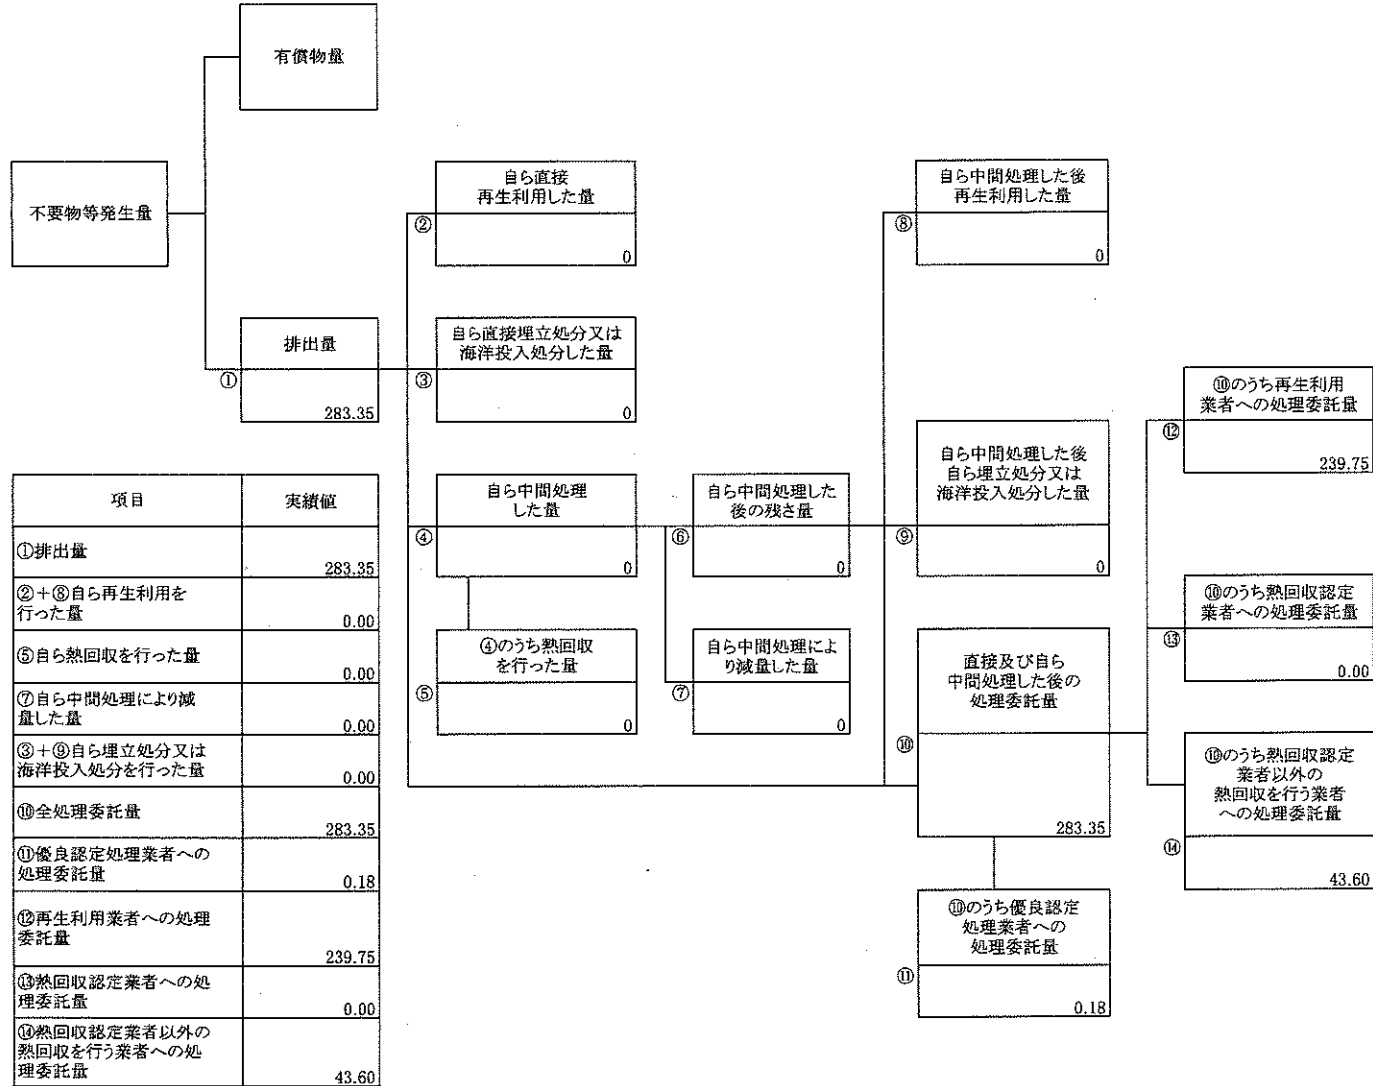 有償物量
不要物等発生量
自ら直接
再生利用した量
②
0
自ら中間処理した後
再生利用した量
⑧
0
排出量
①
283.35
自ら直接埋立処分又は
海洋投入処分した量
③
0
⑩のうち再生利用
業者への処理委託量
⑫
239.75
自ら中間処理
した量
④
0
自ら中間処理した
後の残さ量
⑥
0
自ら中間処理した後
自ら埋立処分又は
海洋投入処分した量
⑨
0
⑩のうち熱回収認定
業者への処理委託量
⑬
0.00
④のうち熱回収
を行った量
⑤
0
自ら中間処理によ
り減量した量
⑦
0
直接及び自ら
中間処理した後の
処理委託量
⑩
283.35
⑩のうち熱回収認定
業者以外の
熱回収を行う業者
への処理委託量
⑭
43.60
⑩のうち優良認定
処理業者への
処理委託量
⑪
0.18
項目 実績値
①排出量
283.35
②＋⑧自ら再生利用を
行った量
0.00
⑤自ら熱回収を行った量
0.00
⑦自ら中間処理により減
量した量
0.00
③＋⑨自ら埋立処分又は
海洋投入処分を行った量
0.00
⑩全処理委託量
283.35
⑪優良認定処理業者への
処理委託量
0.18
⑫再生利用業者への処理
委託量
239.75
⑬熱回収認定業者への処
理委託量
0.00
⑭熱回収認定業者以外の
熱回収を行う業者への処
理委託量
43.60